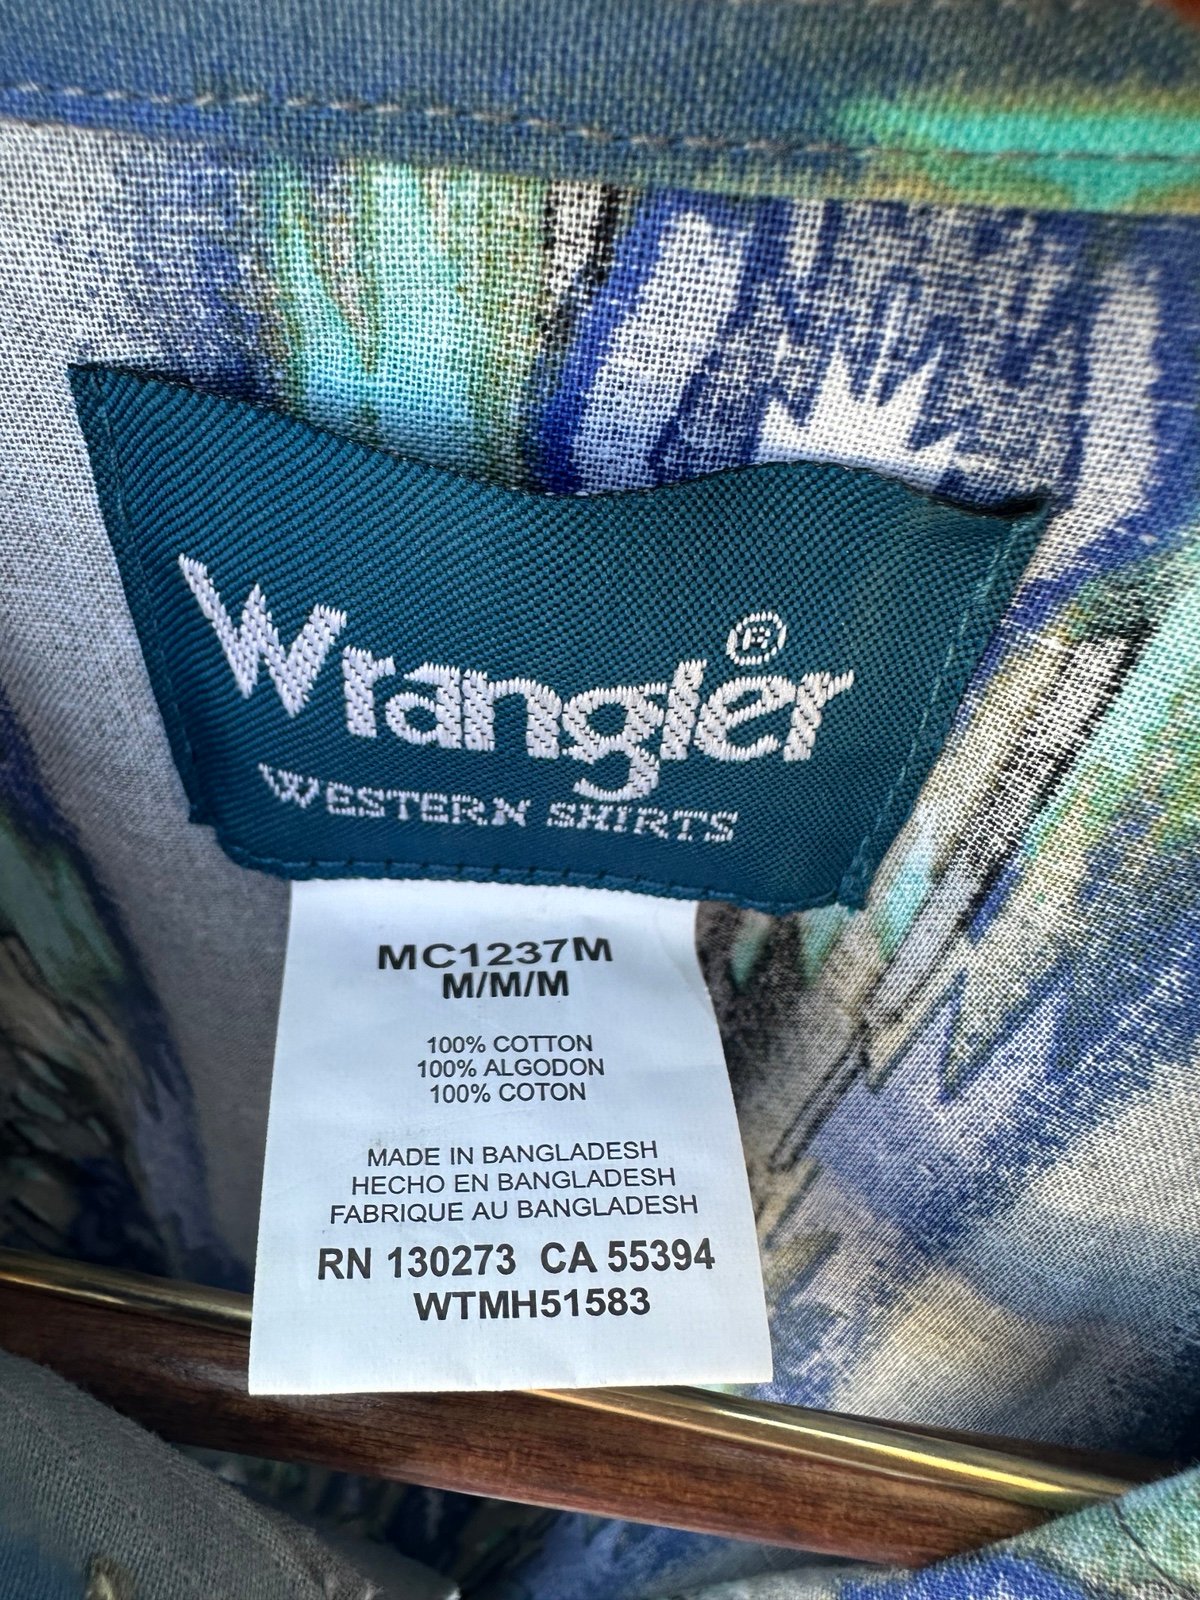 Wrangler®
WESTERN SHIRTS
MC1237M
M/M/M
100% COTTON
100% ALGODON
100% COTON
MADE IN BANGLADESH
HECHO EN BANGLADESH
FABRIQUE AU BANGLADESH
RN 130273 CA 55394
WTMH51583